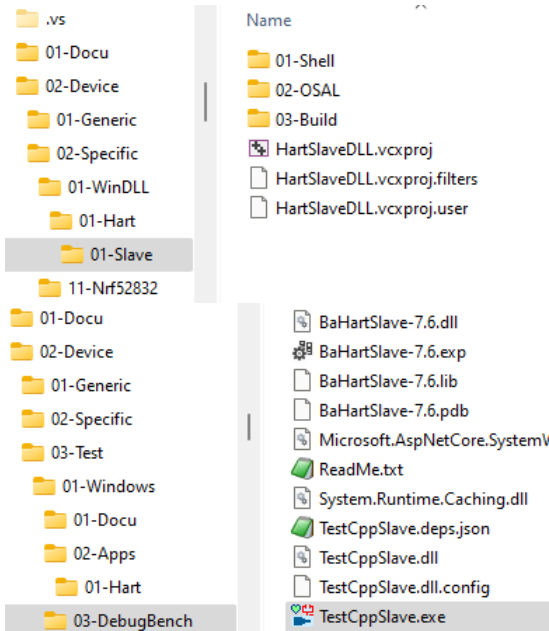 .vs
01-Docu
02-Device
01-Generic
02-Specific
01-WinDLL
01-Hart
01-Slave
11-Nrf52832
Name
01-Shell
02-OSAL
03-Build
HartSlaveDLL.vcxproj
HartSlaveDLL.vcxproj.filters
HartSlaveDLL.vcxproj.user
01-Docu
02-Device
01-Generic
02-Specific
03-Test
01-Windows
01-Docu
02-Apps
01-Hart
03-DebugBench
BaHartSlave-7.6.dll
BaHartSlave-7.6.exp
BaHartSlave-7.6.lib
BaHartSlave-7.6.pdb
Microsoft.AspNetCore.SystemW
ReadMe.txt
System.Runtime.Caching.dll
TestCppSlave.deps.json
TestCppSlave.dll
TestCppSlave.dll.config
TestCppSlave.exe